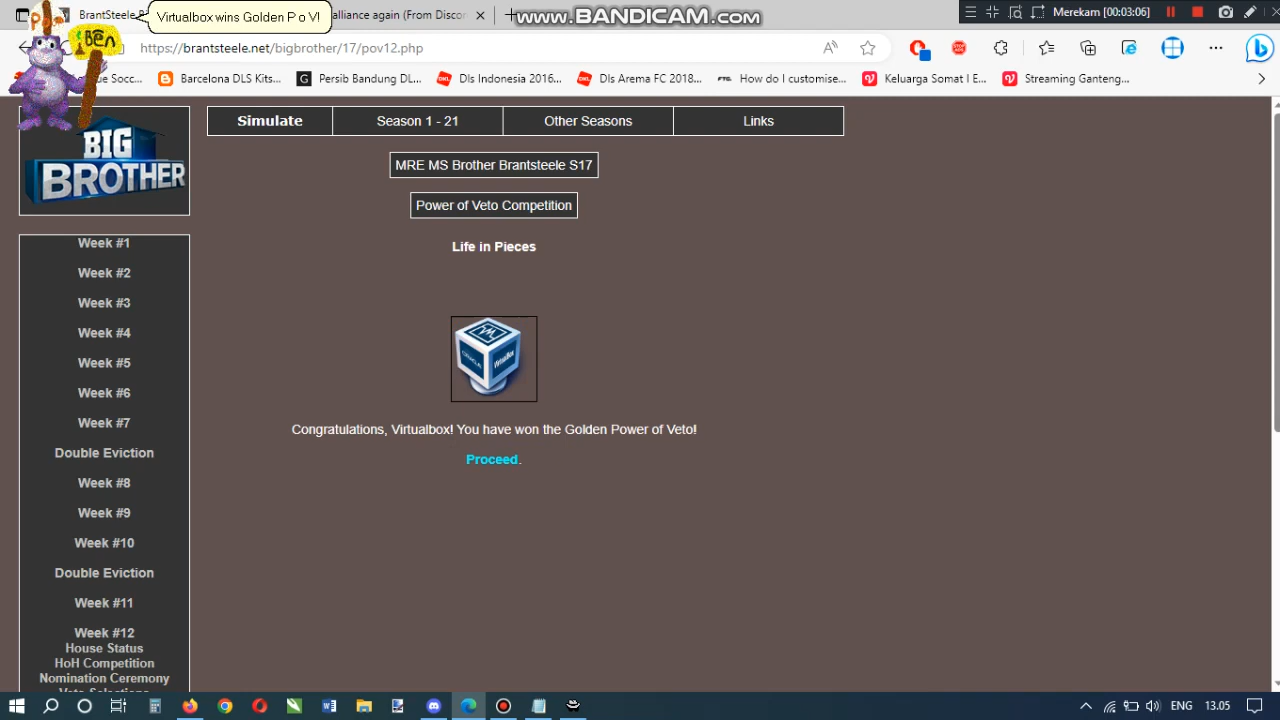 BrantSteele B
Virtualbox wins Golden P o V!
alliance again (From Discor
www.BANDICAM.com
Merekam [00:03:06]
https://brantsteele.net/bigbrother/17/pov12.php
Socc...
Barcelona DLS Kits...
Persib Bandung DL...
Dls Indonesia 2016...
Dls Arema FC 2018...
How do I customise...
Keluarga Somat I E...
Streaming Ganteng...
BIG
BROTHER
Simulate
Season 1 - 21
Other Seasons
Links
MRE MS Brother Brantsteele S17
Power of Veto Competition
Life in Pieces
VirtualBox
Congratulations, Virtualbox! You have won the Golden Power of Veto!
Proceed.
Week #1
Week #2
Week #3
Week #4
Week #5
Week #6
Week #7
Double Eviction
Week #8
Week #9
Week #10
Double Eviction
Week #11
Week #12
House Status
HoH Competition
Nomination Ceremony
Veto Selections
ENG
13.05